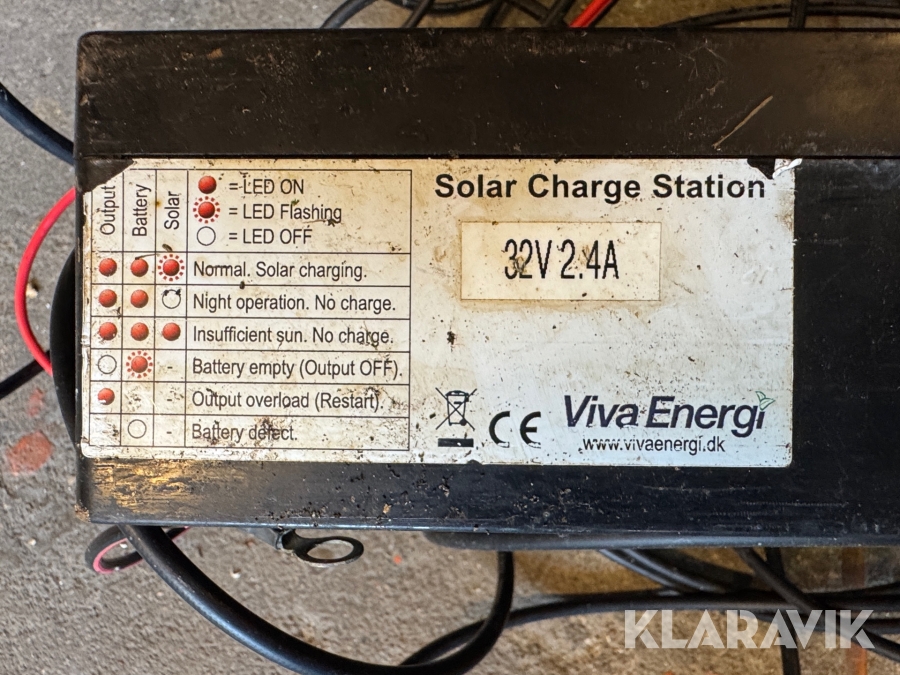 Output
Battery
Solar
= LED ON
= LED Flashing
= LED OFF
Normal. Solar charging.
Night operation. No charge.
Insufficient sun. No charge.
- Battery empty (Output OFF).
- - Output overload (Restart).
- - Battery defect.
Solar Charge Station
32V 2.4A
CE
Viva Energi
www.vivaenergi.dk
KLARAVIK